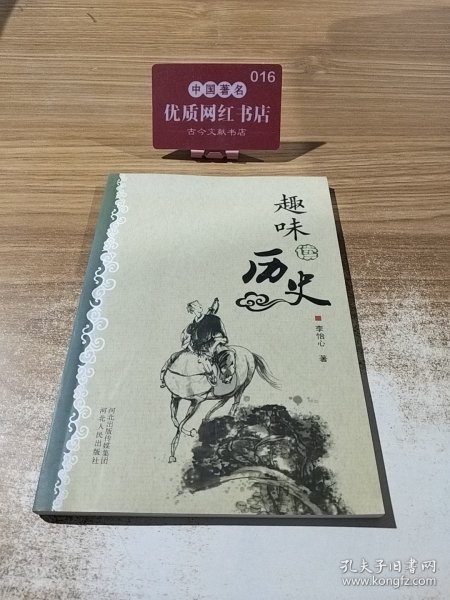 016
中国著名
优质网红书店
古今文献书店
趣味
读
历史
李怡心 著
河北出版传媒集团
河北人民出版社
孔夫子旧书网
www.kongfz.com